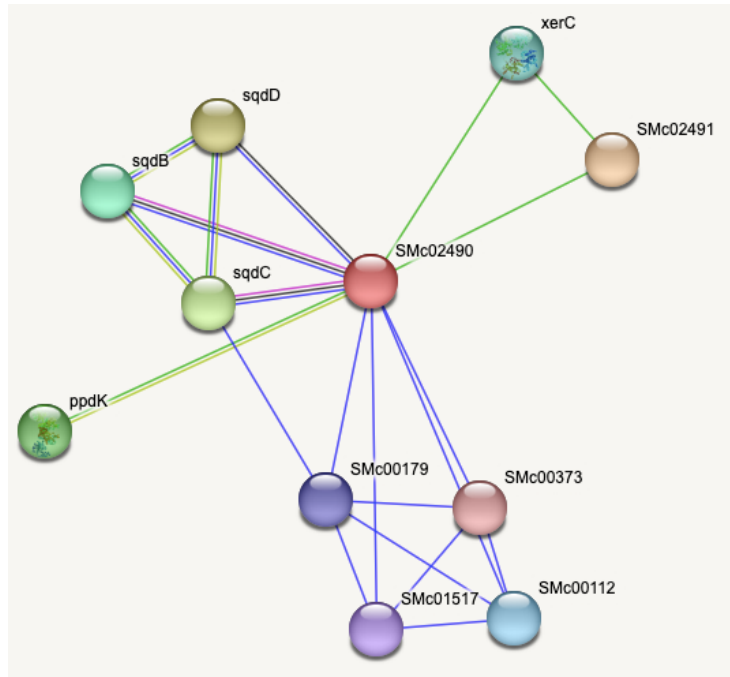 xerC
sqdD
SMc02491
sqdB
SMc02490
sqdC
ppdK
SMc00179
SMc00373
SMc00112
SMc01517